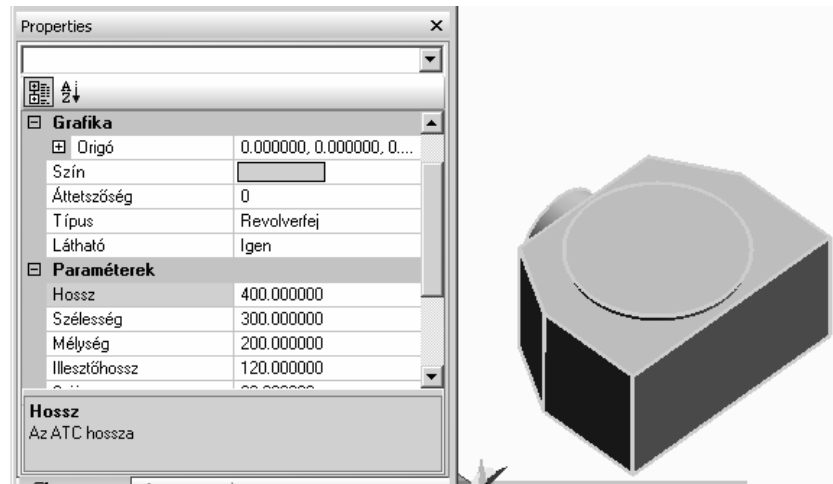 Properties
Grafika
Origó 0.000000, 0.000000, 0....
Szín
Áttetszőség 0
Típus Revolverfej
Látható Igen
Paraméterek
Hossz 400.000000
Szélesség 300.000000
Mélység 200.000000
Illesztőhossz 120.000000
Hossz
Az ATC hossza